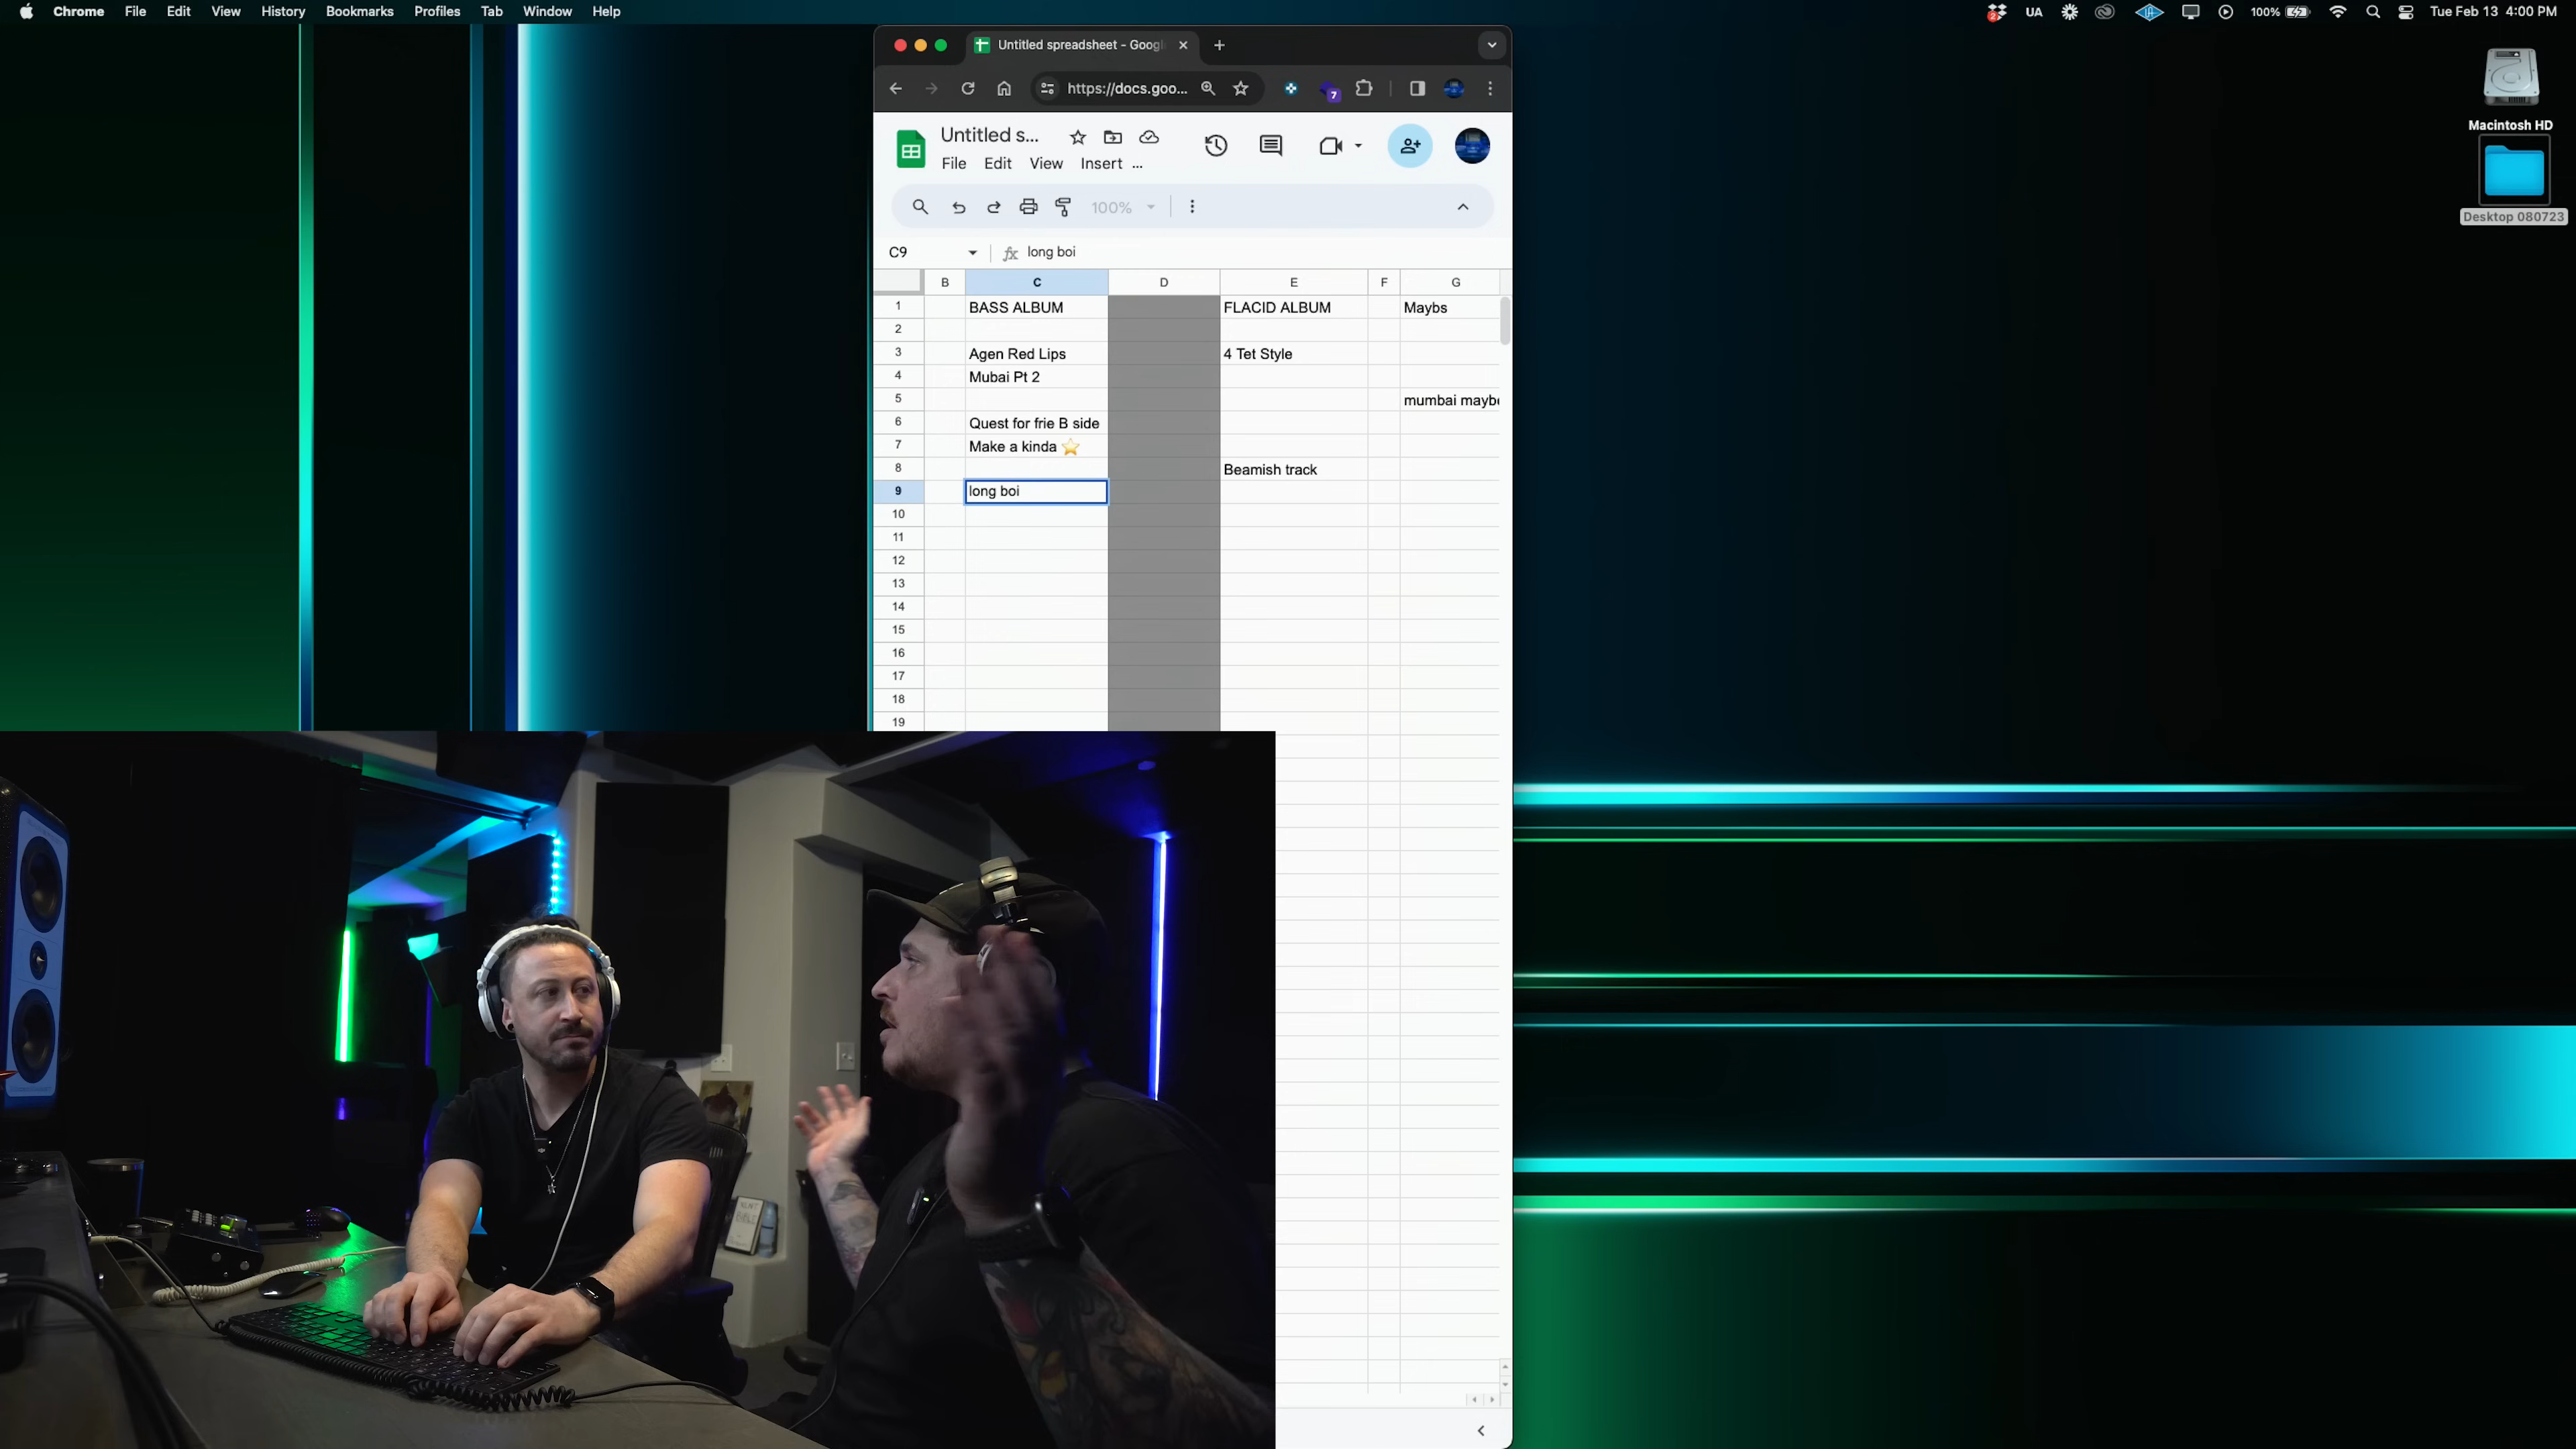 Chrome File Edit View History Bookmarks Profiles Tab Window Help
2 UA 100% Tue Feb 13 4:00 PM
Untitled spreadsheet - Googl
https://docs.goo... 7
Macintosh HD
Desktop 080723
Untitled s...
File Edit View Insert ...
100%
C9 fx long boi
B C D E F G
1 BASS ALBUM FLACID ALBUM Maybs
2
3 Agen Red Lips 4 Tet Style
4 Mubai Pt 2
5 mumbai maybe
6 Quest for frie B side
7 Make a kinda ⭐
8 Beamish track
9 long boi
10
11
12
13
14
15
16
17
18
19